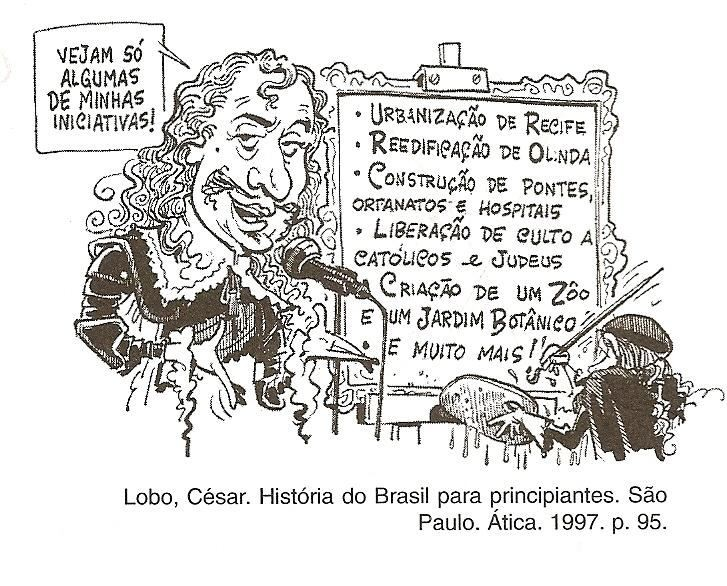 VEJAM SÓ
ALGUMAS
DE MINHAS
INICIATIVAS!
• URBANIZAÇÃO DE RECIFE
• REEDIFICAÇÃO DE OLINDA
• CONSTRUÇÃO DE PONTES,
ORFANATOS E HOSPITAIS
• LIBERAÇÃO DE CULTO A
CATÓLICOS e JUDEUS
CRIAÇÃO DE UM ZÔO
E UM JARDIM BOTÂNICO
• E MUITO MAIS!!
Lobo, César. História do Brasil para principiantes. São
Paulo. Ática. 1997. p. 95.